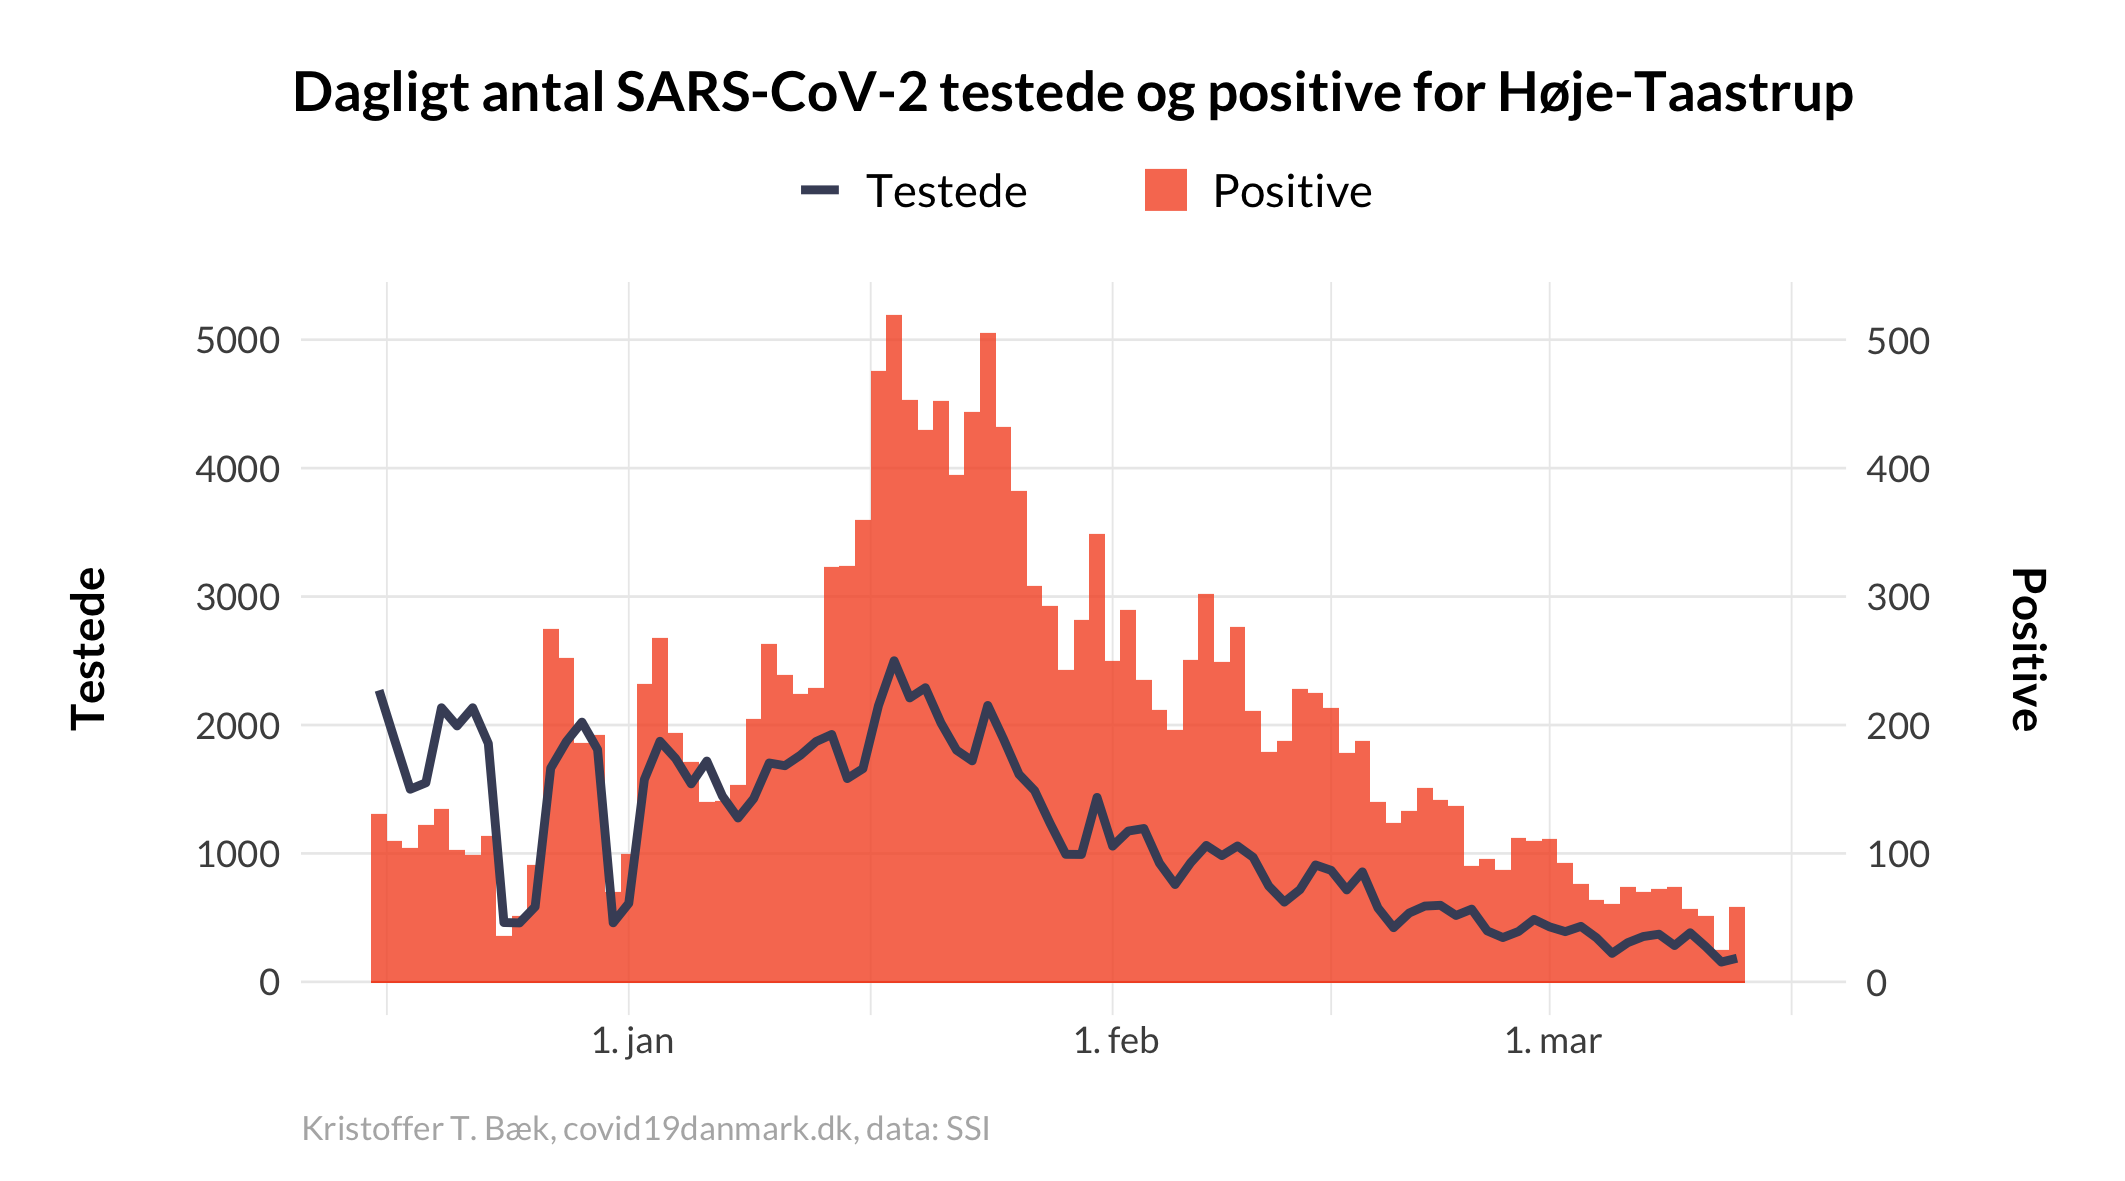 Dagligt antal SARS-CoV-2 testede og positive for Høje-Taastrup
Testede
Positive
5000
4000
3000
2000
1000
0
Testede
500
400
300
200
100
0
Positive
1. jan
1. feb
1. mar
Kristoffer T. Bæk, covid19danmark.dk, data: SSI